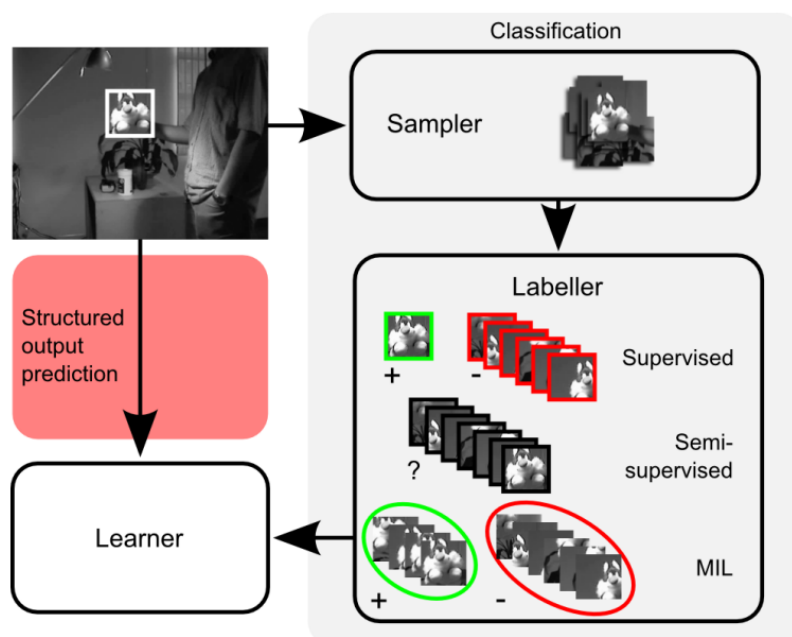 Classification
Sampler
Labeller
Structured
output
prediction
+
-
Supervised
?
Semi-
supervised
Learner
MIL
+
-